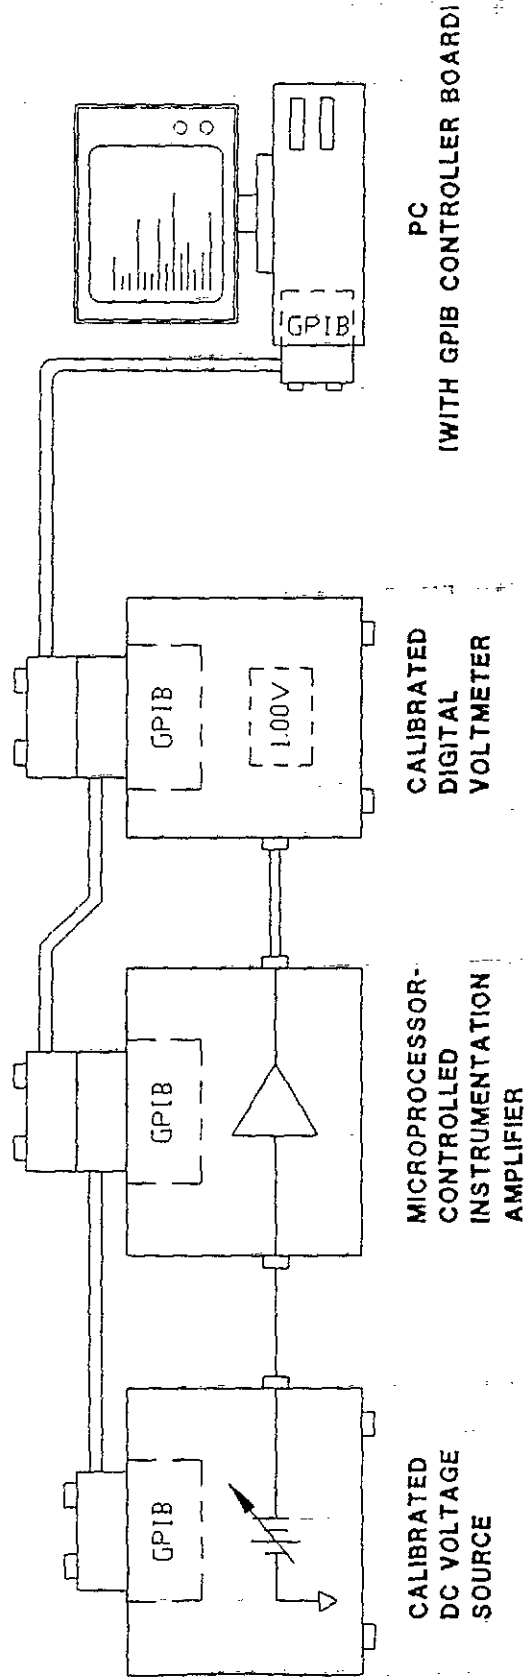 GPIB
CALIBRATED
DC VOLTAGE
SOURCE
GPIB
MICROPROCESSOR-
CONTROLLED
INSTRUMENTATION
AMPLIFIER
GPIB
1.00V
CALIBRATED
DIGITAL
VOLTMETER
GPIB
PC
(WITH GPIB CONTROLLER BOARD)